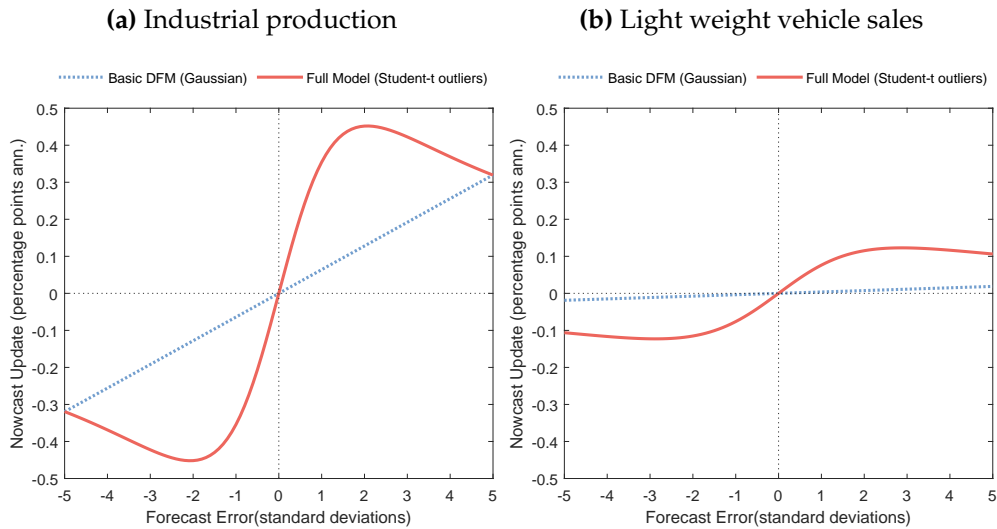 (a) Industrial production
Basic DFM (Gaussian) Full Model (Student-t outliers)
0.5
0.4
0.3
0.2
0.1
0
-0.1
-0.2
-0.3
-0.4
-0.5
Nowcast Update (percentage points ann.)
-5 -4 -3 -2 -1 0 1 2 3 4 5
Forecast Error(standard deviations)
(b) Light weight vehicle sales
Basic DFM (Gaussian) Full Model (Student-t outliers)
0.5
0.4
0.3
0.2
0.1
0
-0.1
-0.2
-0.3
-0.4
-0.5
Nowcast Update (percentage points ann.)
-5 -4 -3 -2 -1 0 1 2 3 4 5
Forecast Error(standard deviations)